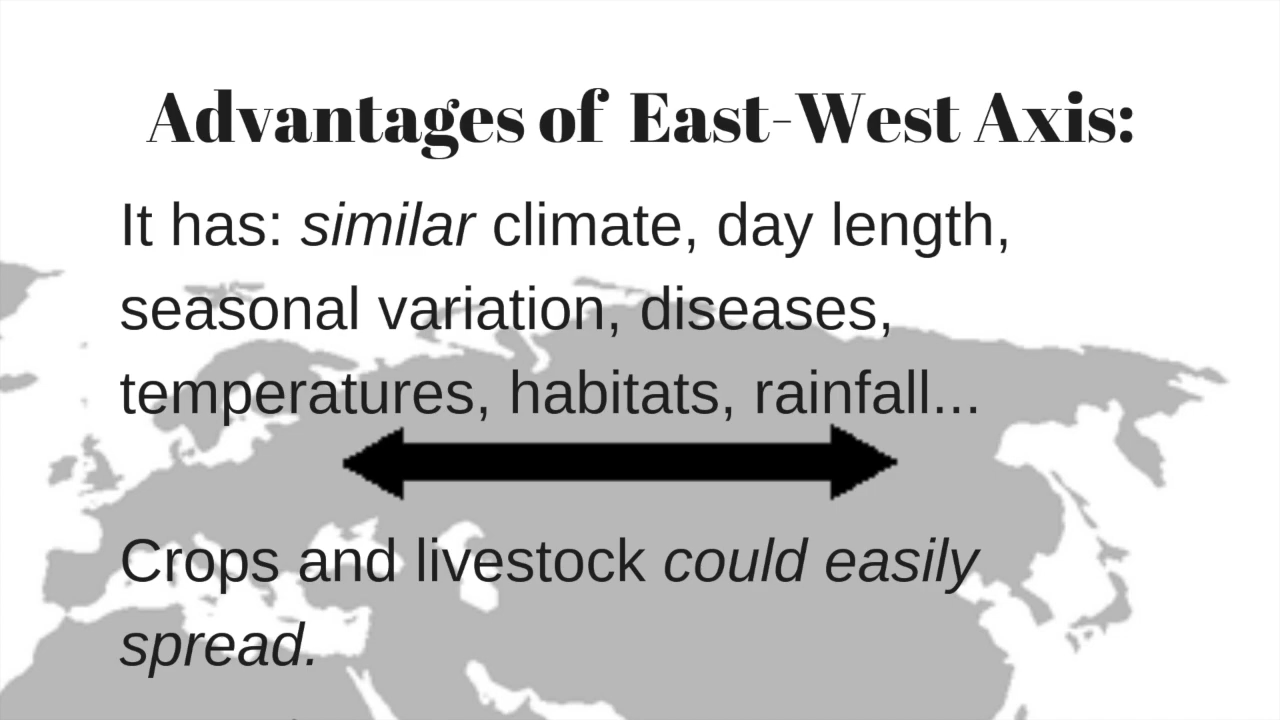 Advantages of East-West Axis:
It has: similar climate, day length,
seasonal variation, diseases,
temperatures, habitats, rainfall...
Crops and livestock could easily
spread.